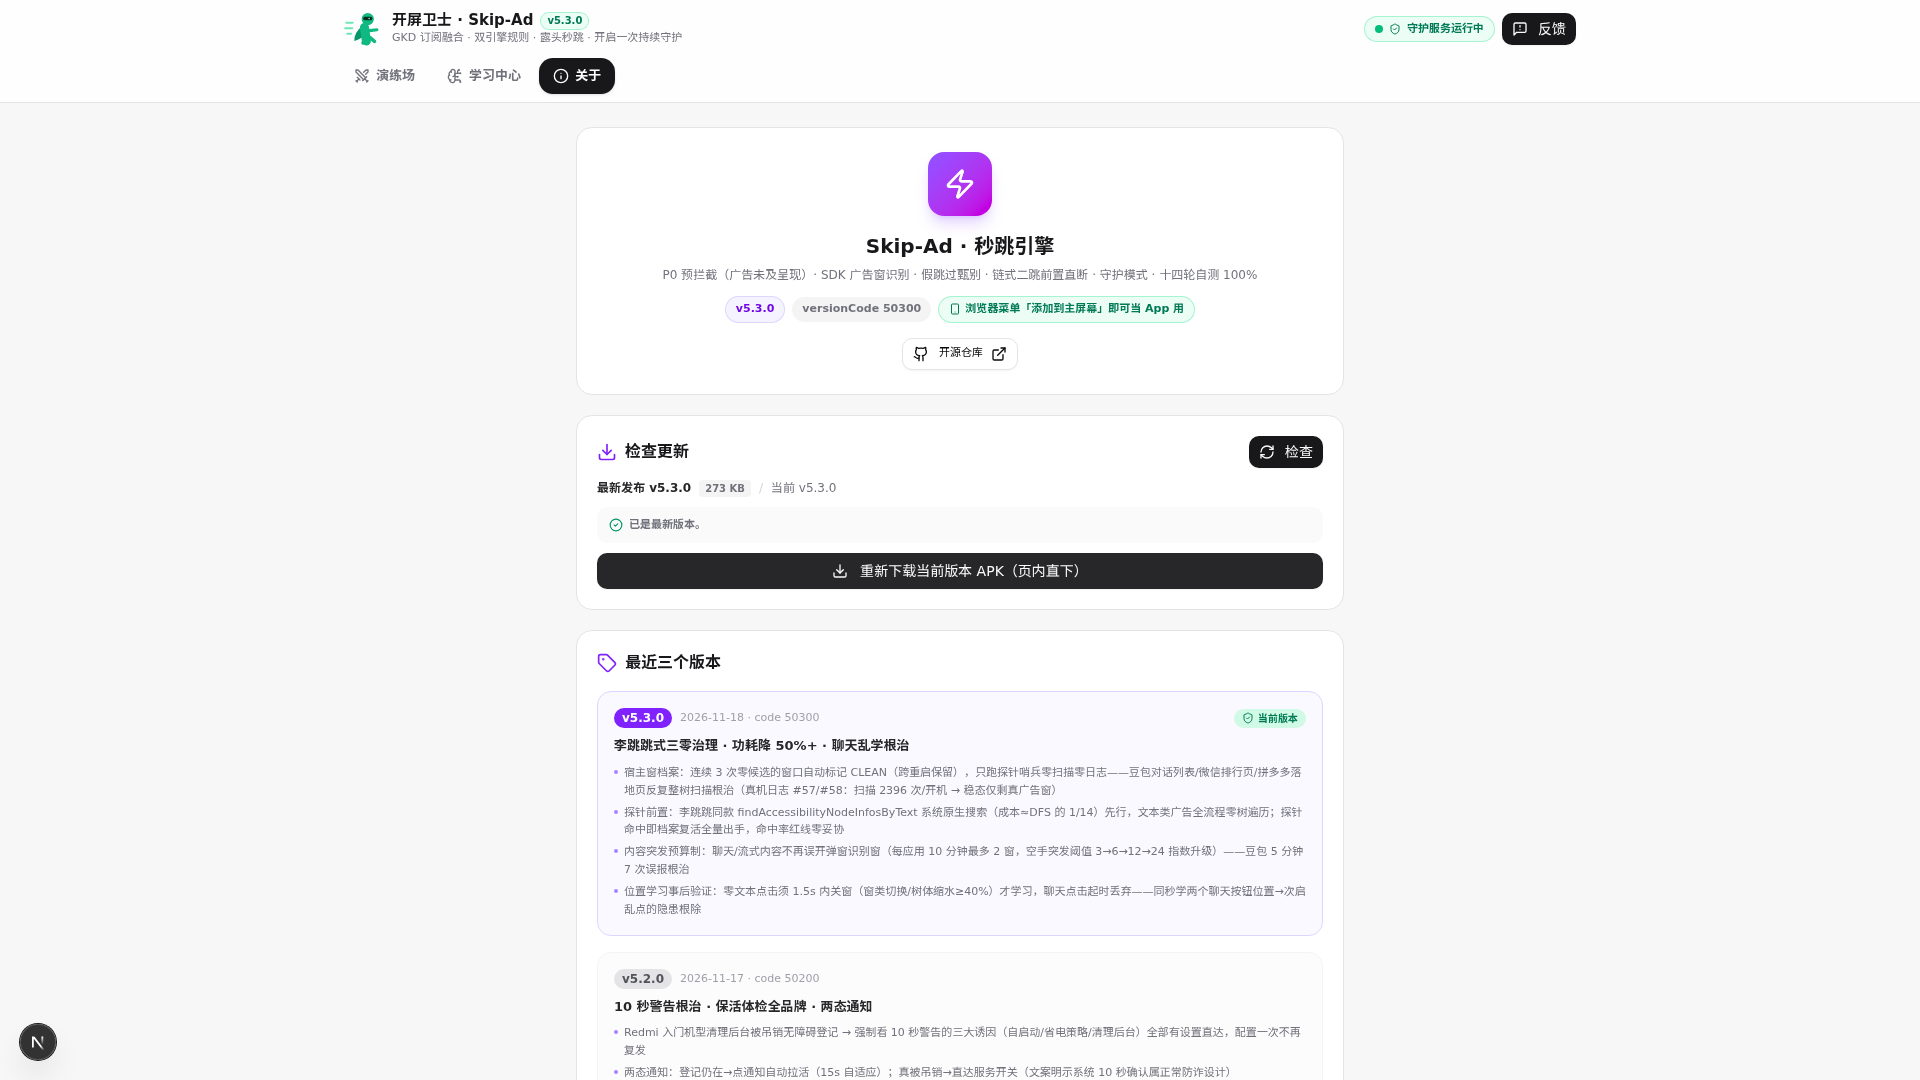 开屏卫士 · Skip-Ad v5.3.0
GKD 订阅融合 · 双引擎规则 · 露头秒跳 · 开启一次持续守护
守护服务运行中
反馈
演练场
学习中心
关于
Skip-Ad · 秒跳引擎
P0 预拦截（广告未及呈现）· SDK 广告窗识别 · 假跳过甄别 · 链式二跳前置直断 · 守护模式 · 十四轮自测 100%
v5.3.0
versionCode 50300
浏览器菜单「添加到主屏幕」即可当 App 用
开源仓库
检查更新
检查
最新发布 v5.3.0 273 KB / 当前 v5.3.0
已是最新版本。
重新下载当前版本 APK（页内直下）
最近三个版本
v5.3.0 2026-11-18 · code 50300
当前版本
李跳跳式三零治理 · 功耗降 50%+ · 聊天乱学根治
宿主窗档案：连续 3 次零候选的窗口自动标记 CLEAN（跨重启保留），只跑探针哨兵零扫描零日志——豆包对话列表/微信排行页/拼多多落
地页反复整树扫描根治（真机日志 #57/#58：扫描 2396 次/开机 → 稳态仅剩真广告窗）
探针前置：李跳跳同款 findAccessibilityNodeInfosByText 系统原生搜索（成本≈DFS 的 1/14）先行，文本类广告全流程零树遍历；探针
命中即档案复活全量出手，命中率红线零妥协
内容突发预算制：聊天/流式内容不再误开弹窗识别窗（每应用 10 分钟最多 2 窗，空手突发阈值 3→6→12→24 指数升级）——豆包 5 分钟
7 次误报根治
位置学习事后验证：零文本点击须 1.5s 内关窗（窗类切换/树体缩水≥40%）才学习，聊天点击起时丢弃——同秒学两个聊天按钮位置→次启
乱点的隐患根除
v5.2.0 2026-11-17 · code 50200
10 秒警告根治 · 保活体检全品牌 · 两态通知
Redmi 入门机型清理后台被吊销无障碍登记 → 强制看 10 秒警告的三大诱因（自启动/省电策略/清理后台）全部有设置直达，配置一次不再
复发
两态通知：登记仍在→点通知自动拉活（15s 自适应）；真被吊销→直达服务开关（文案明示系统 10 秒确认属正常防诈设计）